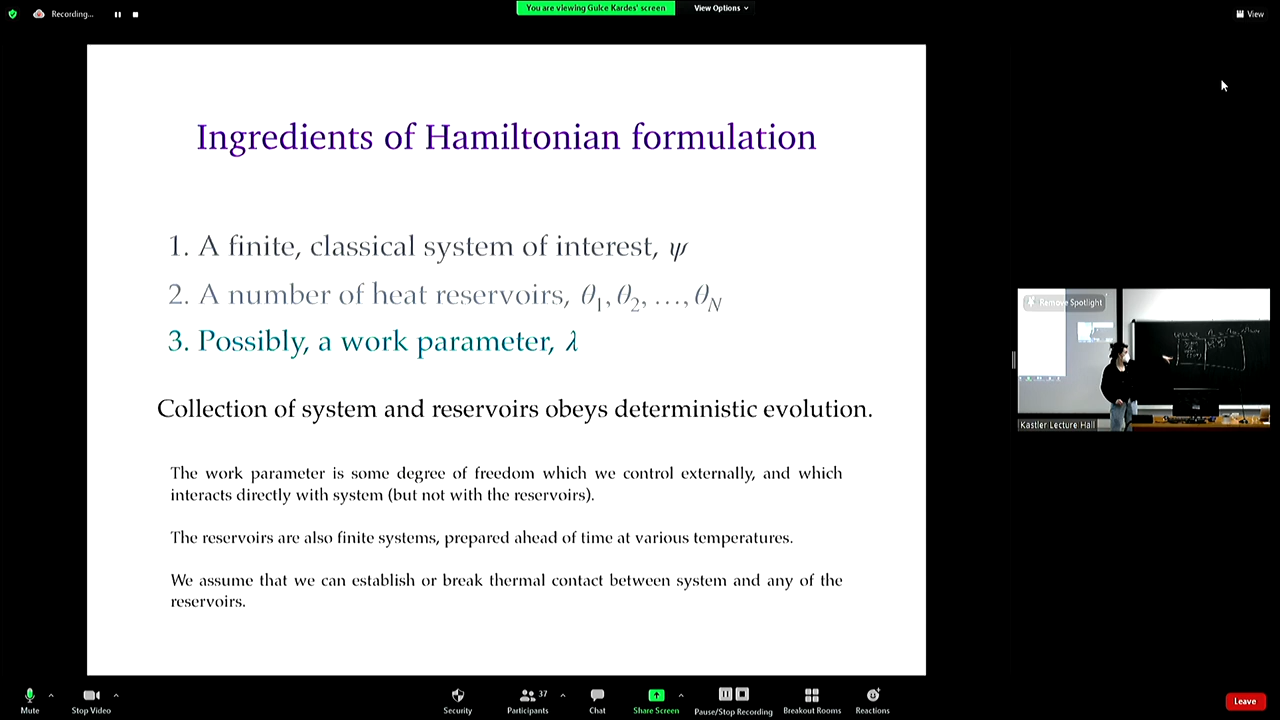 Recording...
You are viewing Gulce Kardes' screen
View Options
View
Ingredients of Hamiltonian formulation
1. A finite, classical system of interest, ψ
2. A number of heat reservoirs, θ₁, θ₂, ..., θ_N
3. Possibly, a work parameter, λ
Collection of system and reservoirs obeys deterministic evolution.
The work parameter is some degree of freedom which we control externally, and which
interacts directly with system (but not with the reservoirs).
The reservoirs are also finite systems, prepared ahead of time at various temperatures.
We assume that we can establish or break thermal contact between system and any of the
reservoirs.
Remove Spotlight
Kastler Lecture Hall
Mute
Stop Video
Security
Participants
37
Chat
Share Screen
Pause/Stop Recording
Breakout Rooms
Reactions
Leave